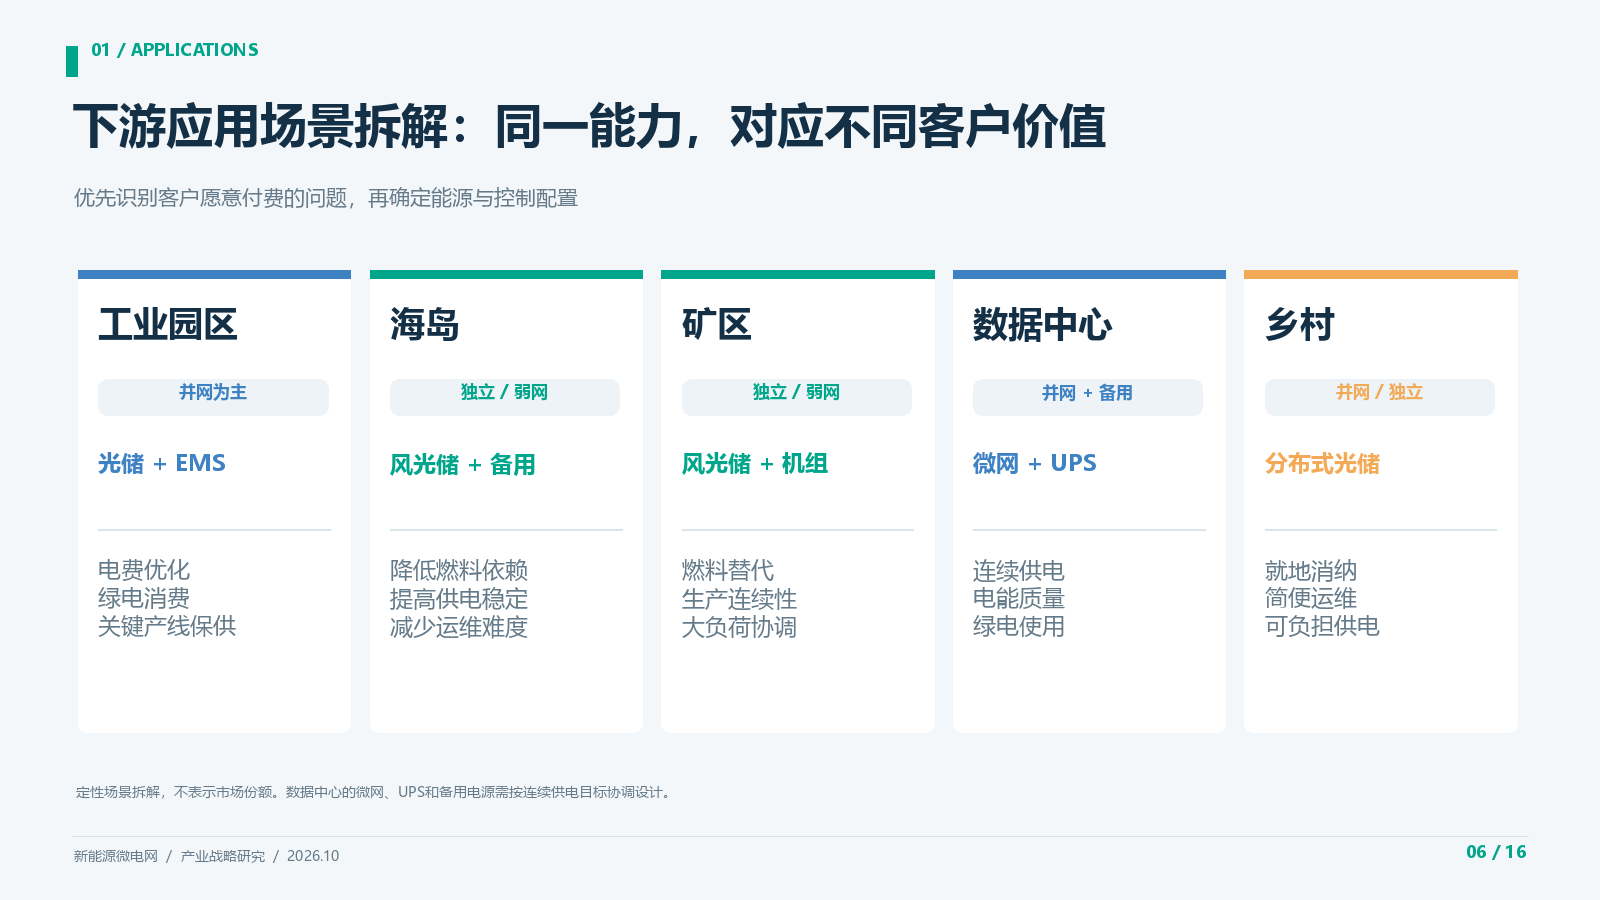 01 / APPLICATIONS
下游应用场景拆解：同一能力，对应不同客户价值
优先识别客户愿意付费的问题，再确定能源与控制配置
工业园区
并网为主
光储 + EMS
电费优化
绿电消费
关键产线保供
海岛
独立 / 弱网
风光储 + 备用
降低燃料依赖
提高供电稳定
减少运维难度
矿区
独立 / 弱网
风光储 + 机组
燃料替代
生产连续性
大负荷协调
数据中心
并网 + 备用
微网 + UPS
连续供电
电能质量
绿电使用
乡村
并网 / 独立
分布式光储
就地消纳
简便运维
可负担供电
定性场景拆解，不表示市场份额。数据中心的微网、UPS和备用电源需按连续供电目标协调设计。
新能源微电网 / 产业战略研究 / 2026.10
06 / 16